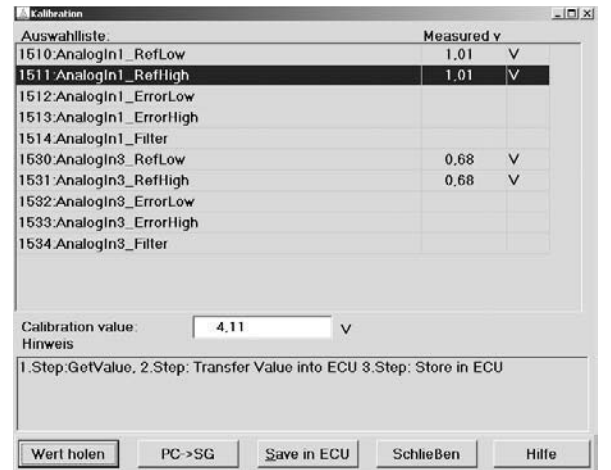 Kalibration
Auswahlliste: Measured v
1510:AnalogIn1_RefLow 1,01 V
1511:AnalogIn1_RefHigh 1,01 V
1512:AnalogIn1_ErrorLow
1513:AnalogIn1_ErrorHigh
1514:AnalogIn1_Filter
1530:AnalogIn3_RefLow 0,68 V
1531:AnalogIn3_RefHigh 0,68 V
1532:AnalogIn3_ErrorLow
1533:AnalogIn3_ErrorHigh
1534:AnalogIn3_Filter
Calibration value: 4,11 V
Hinweis
1.Step:GetValue, 2.Step: Transfer Value into ECU 3.Step: Store in ECU
Wert holen PC->SG Save in ECU Schließen Hilfe